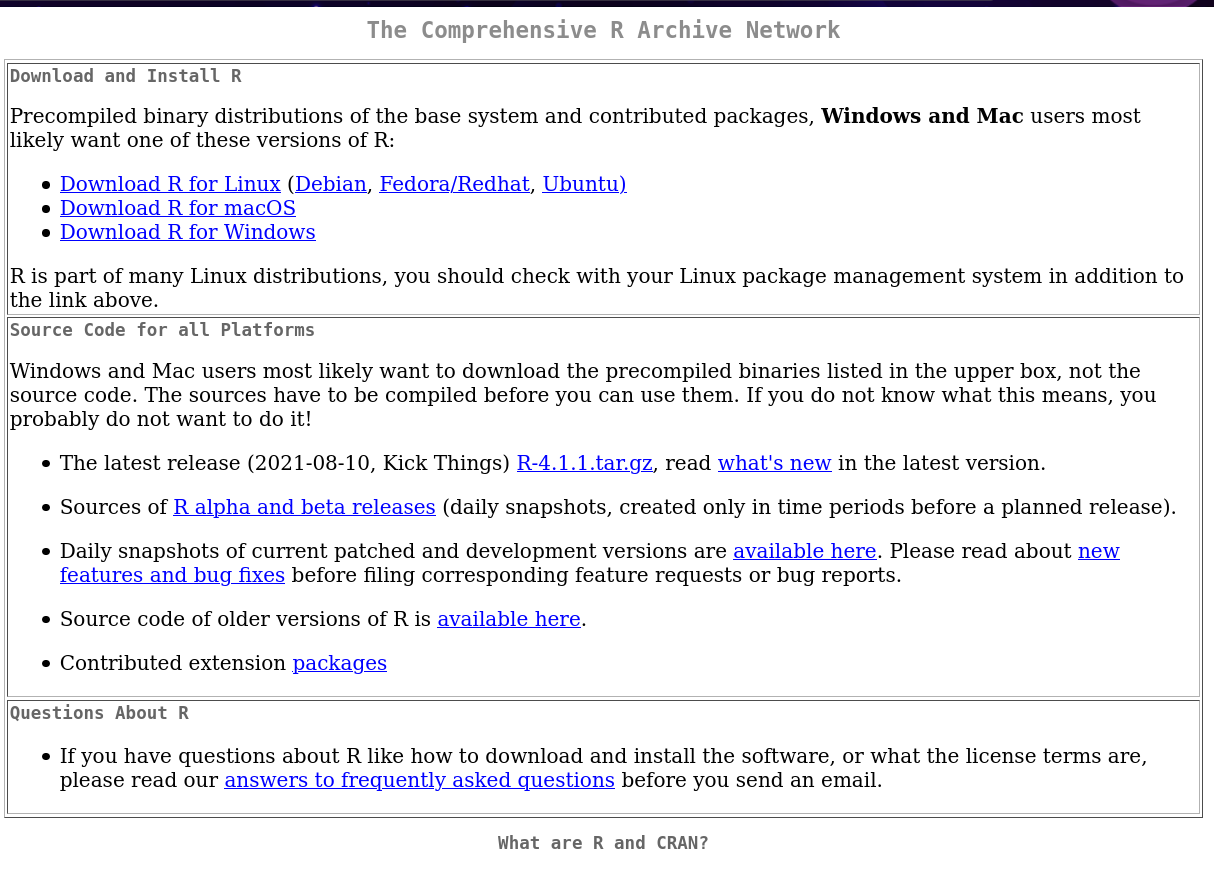 The Comprehensive R Archive Network
Download and Install R
Precompiled binary distributions of the base system and contributed packages, Windows and Mac users most
likely want one of these versions of R:
Download R for Linux (Debian, Fedora/Redhat, Ubuntu)
Download R for macOS
Download R for Windows
R is part of many Linux distributions, you should check with your Linux package management system in addition to
the link above.
Source Code for all Platforms
Windows and Mac users most likely want to download the precompiled binaries listed in the upper box, not the
source code. The sources have to be compiled before you can use them. If you do not know what this means, you
probably do not want to do it!
The latest release (2021-08-10, Kick Things) R-4.1.1.tar.gz, read what's new in the latest version.
Sources of R alpha and beta releases (daily snapshots, created only in time periods before a planned release).
Daily snapshots of current patched and development versions are available here. Please read about new
features and bug fixes before filing corresponding feature requests or bug reports.
Source code of older versions of R is available here.
Contributed extension packages
Questions About R
If you have questions about R like how to download and install the software, or what the license terms are,
please read our answers to frequently asked questions before you send an email.
What are R and CRAN?